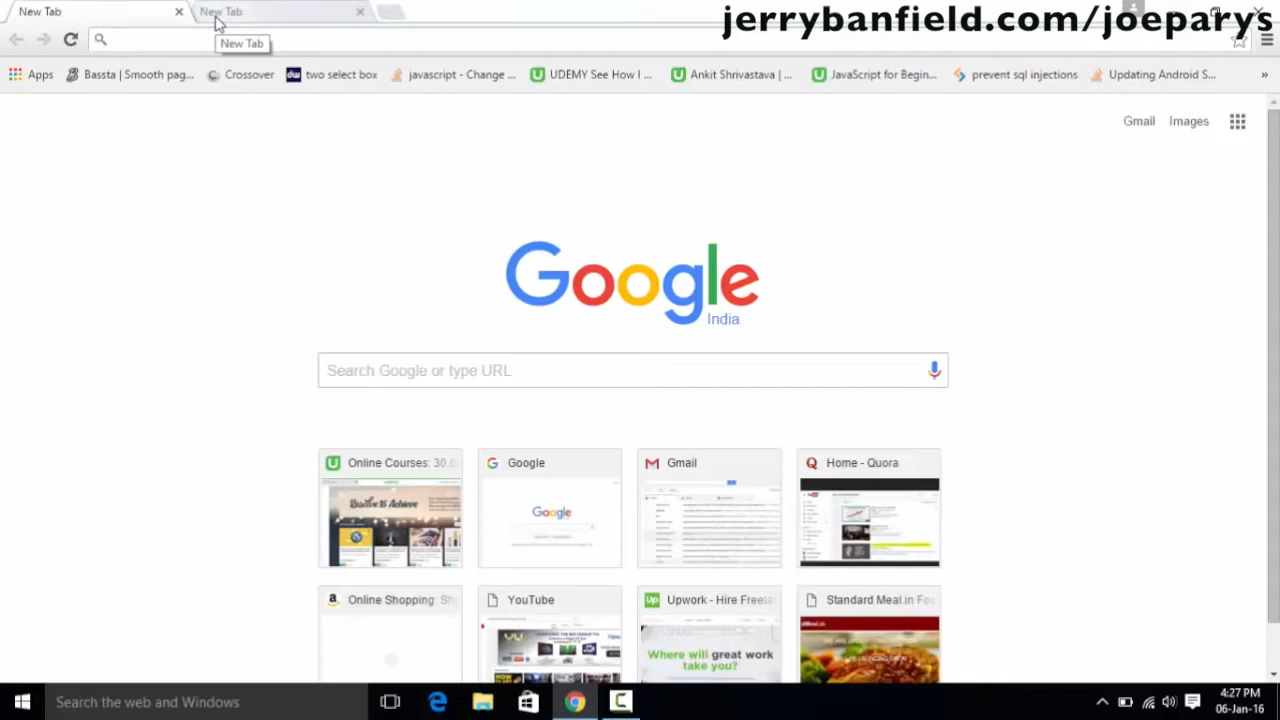 New Tab
New Tab
jerrybanfield.com/joeparys
New Tab
Apps
Bassta | Smooth pag...
Crossover
two select box
javascript - Change ...
UDEMY See How I ...
Ankit Shrivastava | ...
JavaScript for Begin...
prevent sql injections
Updating Android S...
»
Gmail Images
Google
India
Search Google or type URL
Online Courses: 30,0
Google
Gmail
Home - Quora
Resolve to Achieve
Google
Online Shopping: Sh
YouTube
Upwork - Hire Freela
Standard Meal.in Fo
Where will great work
take you?
Search the web and Windows
4:27 PM
06-Jan-16